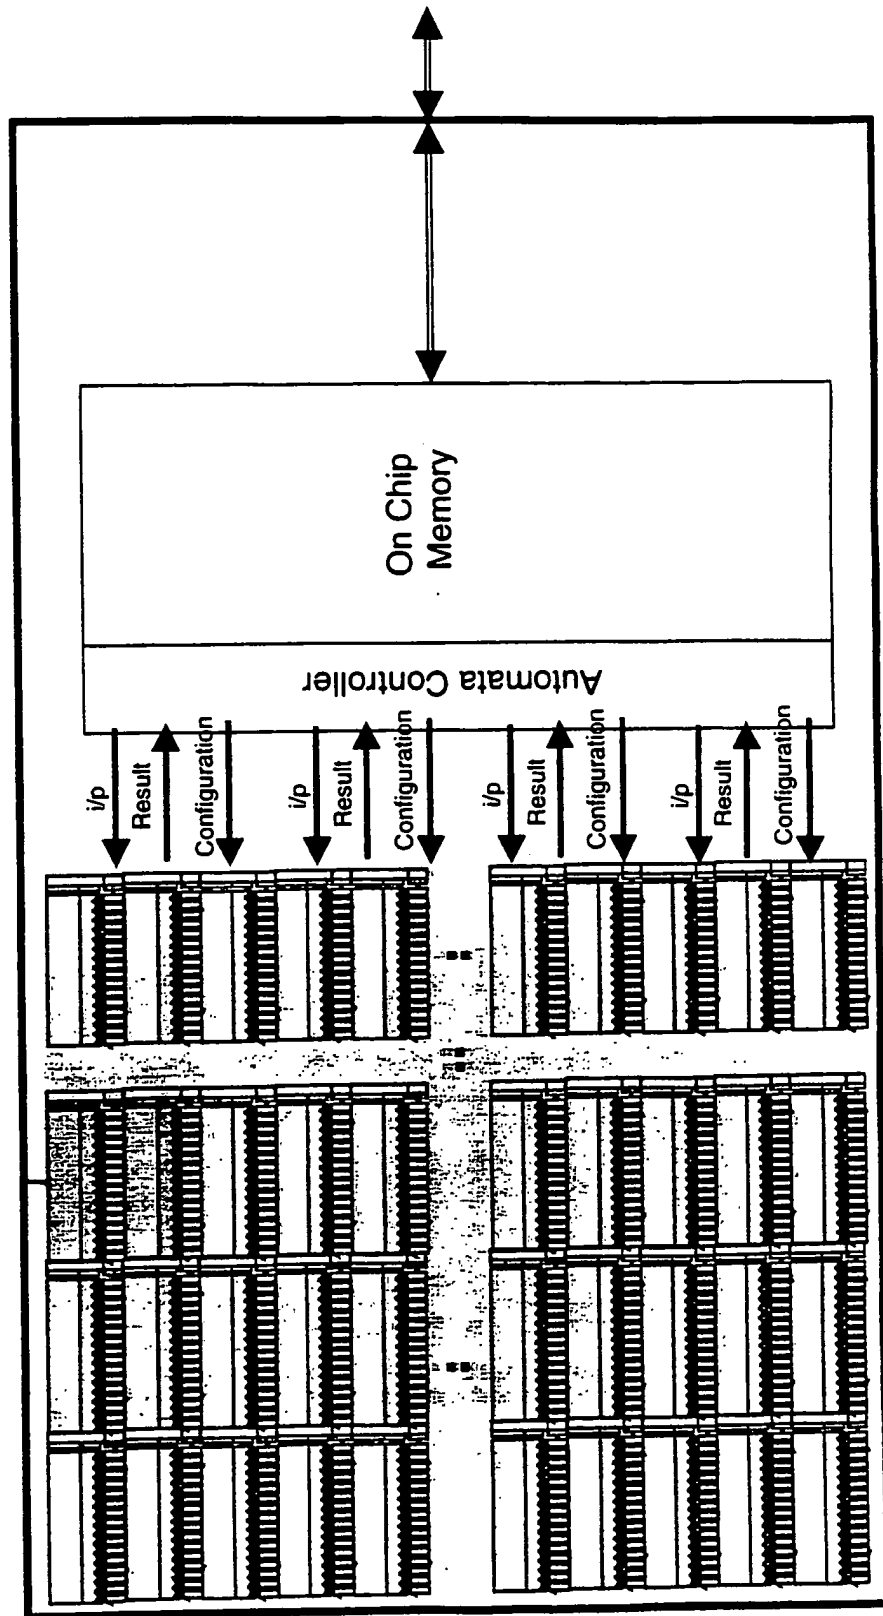 On Chip
Memory
Automata Controller
i/p
Result
Configuration
i/p
Result
Configuration
i/p
Result
Configuration
i/p
Result
Configuration